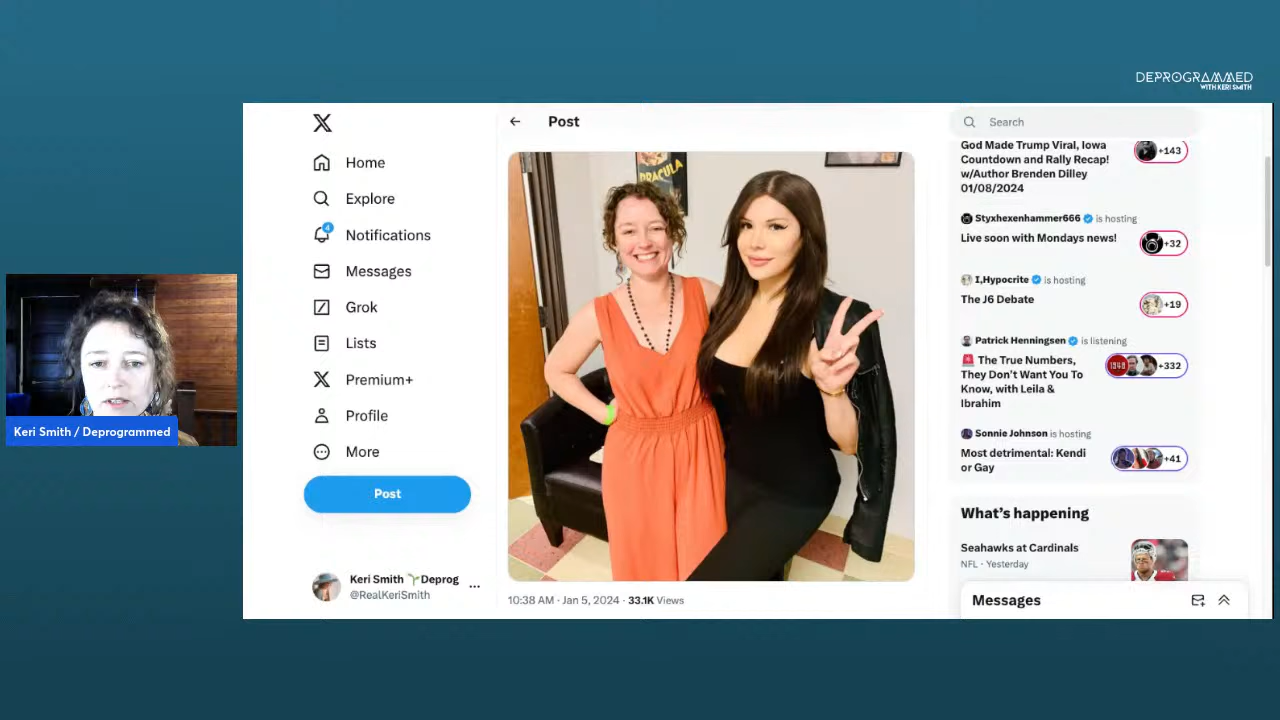 DEPROGRAMMED
WITH KERI SMITH
Keri Smith / Deprogrammed
X
Home
Explore
4
Notifications
Messages
Grok
Lists
Premium+
Profile
More
Post
Keri Smith 🌱Deprog
@RealKeriSmith
...
← Post
DRACULA
10:38 AM · Jan 5, 2024 · 33.1K Views
Search
God Made Trump Viral, Iowa
Countdown and Rally Recap!
w/Author Brenden Dilley
01/08/2024
+143
Styxhexenhammer666 is hosting
Live soon with Mondays news!
+32
I,Hypocrite is hosting
The J6 Debate
+19
Patrick Henningsen is listening
🚨 The True Numbers,
They Don't Want You To
Know, with Leila &
Ibrahim
+332
Sonnie Johnson is hosting
Most detrimental: Kendi
or Gay
+41
What's happening
Seahawks at Cardinals
NFL · Yesterday
Messages